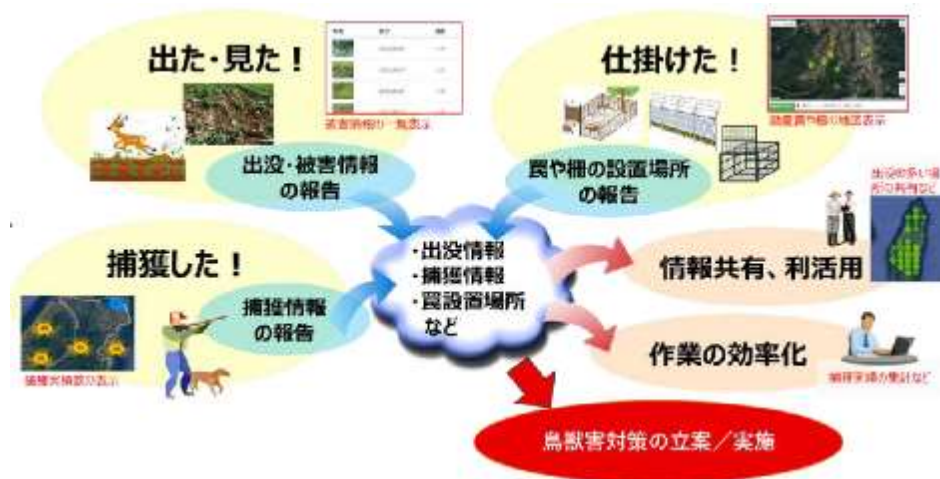 出た・見た！
出没・被害情報
の報告
仕掛けた！
罠や柵の設置場所
の報告
捕獲した！
捕獲情報
の報告
・出没情報
・捕獲情報
・罠設置場所
など
情報共有、利活用
作業の効率化
鳥獣害対策の立案／実施